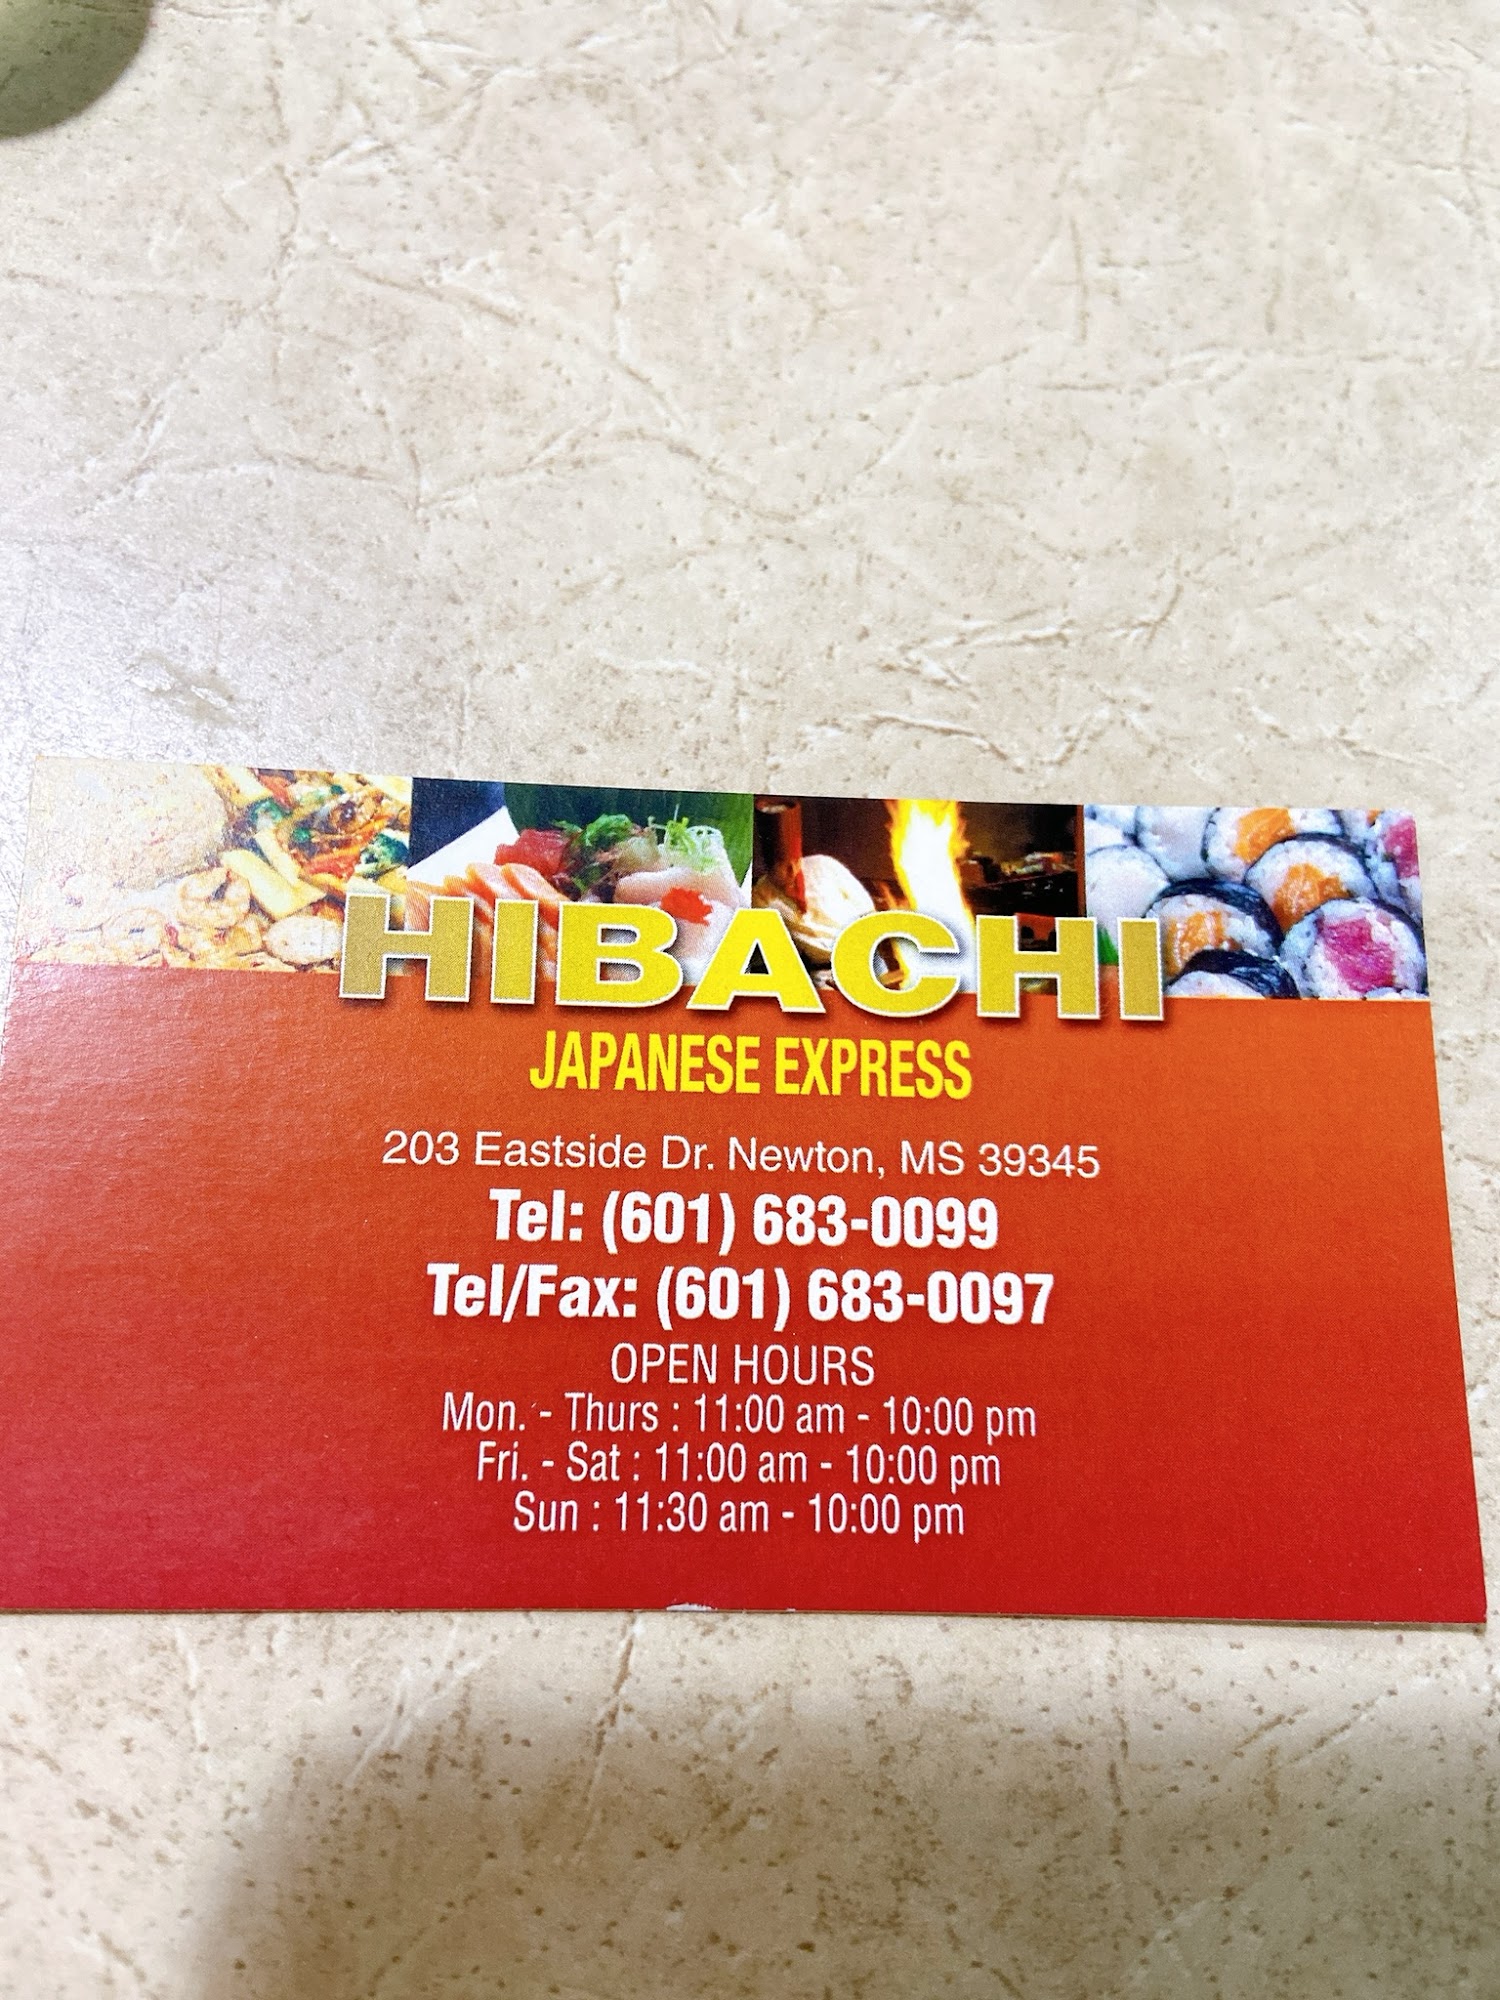 HIBACHI
JAPANESE EXPRESS
203 Eastside Dr. Newton, MS 39345
Tel: (601) 683-0099
Tel/Fax: (601) 683-0097
OPEN HOURS
Mon. - Thurs : 11:00 am - 10:00 pm
Fri. - Sat : 11:00 am - 10:00 pm
Sun : 11:30 am - 10:00 pm